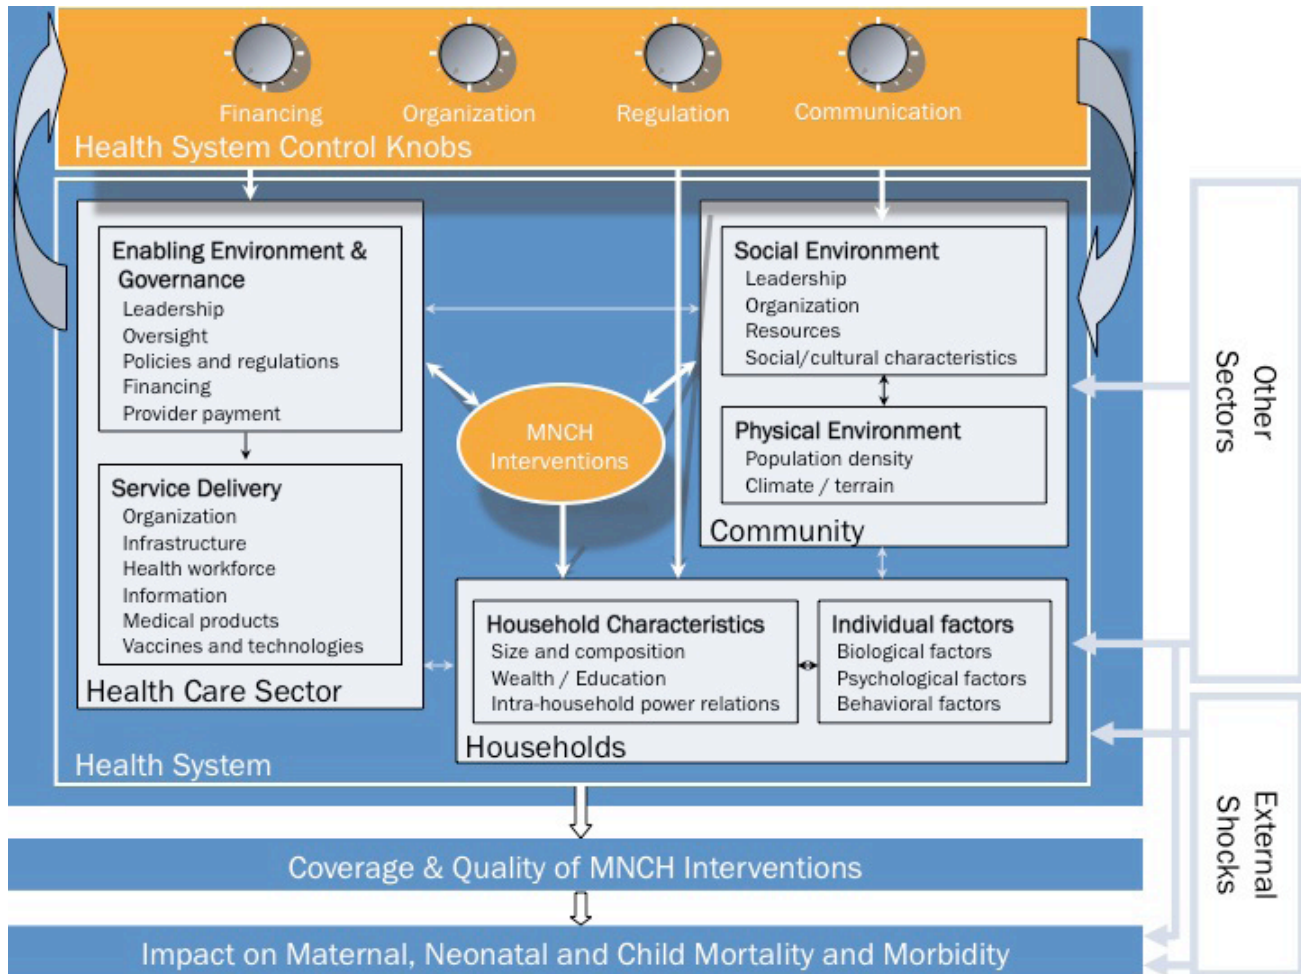 Financing
Organization
Regulation
Communication
Health System Control Knobs
Enabling Environment &
Governance
Leadership
Oversight
Policies and regulations
Financing
Provider payment
Service Delivery
Organization
Infrastructure
Health workforce
Information
Medical products
Vaccines and technologies
Health Care Sector
MNCH
Interventions
Social Environment
Leadership
Organization
Resources
Social/cultural characteristics
Physical Environment
Population density
Climate / terrain
Community
Household Characteristics
Size and composition
Wealth / Education
Intra-household power relations
Individual factors
Biological factors
Psychological factors
Behavioral factors
Households
Health System
Other
Sectors
External
Shocks
Coverage & Quality of MNCH Interventions
Impact on Maternal, Neonatal and Child Mortality and Morbidity